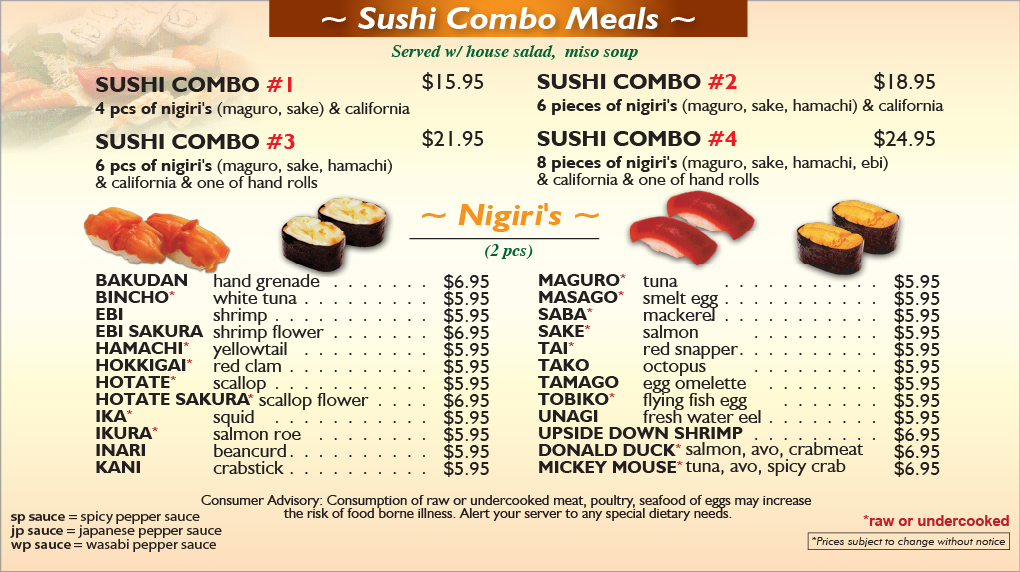 ~ Sushi Combo Meals ~
Served w/ house salad, miso soup
SUSHI COMBO #1 $15.95
4 pcs of nigiri's (maguro, sake) & california
SUSHI COMBO #2 $18.95
6 pieces of nigiri's (maguro, sake, hamachi) & california
SUSHI COMBO #3 $21.95
6 pcs of nigiri's (maguro, sake, hamachi)
& california & one of hand rolls
SUSHI COMBO #4 $24.95
8 pieces of nigiri's (maguro, sake, hamachi, ebi)
& california & one of hand rolls
~ Nigiri's ~
(2 pcs)
BAKUDAN hand grenade . . . . . . . . $6.95
BINCHO* white tuna . . . . . . . . . $5.95
EBI shrimp . . . . . . . . . . . $5.95
EBI SAKURA shrimp flower . . . . . . . $6.95
HAMACHI* yellowtail . . . . . . . . . $5.95
HOKKIGAI* red clam . . . . . . . . . . $5.95
HOTATE* scallop . . . . . . . . . . . $5.95
HOTATE SAKURA* scallop flower . . . . $6.95
IKA* squid . . . . . . . . . . . $5.95
IKURA* salmon roe . . . . . . . . $5.95
INARI beancurd . . . . . . . . . . $5.95
KANI crabstick . . . . . . . . . . $5.95
MAGURO* tuna . . . . . . . . . . . $5.95
MASAGO* smelt egg . . . . . . . . . . . $5.95
SABA* mackerel . . . . . . . . . . . $5.95
SAKE* salmon . . . . . . . . . . . $5.95
TAI* red snapper . . . . . . . . . . $5.95
TAKO octopus . . . . . . . . . $5.95
TAMAGO egg omelette . . . . . . . . $5.95
TOBIKO* flying fish egg . . . . . . . $5.95
UNAGI fresh water eel . . . . . . . . $5.95
UPSIDE DOWN SHRIMP . . . . . . . . . $6.95
DONALD DUCK* salmon, avo, crabmeat $6.95
MICKEY MOUSE* tuna, avo, spicy crab $6.95
Consumer Advisory: Consumption of raw or undercooked meat, poultry, seafood of eggs may increase
the risk of food borne illness. Alert your server to any special dietary needs.
sp sauce = spicy pepper sauce
jp sauce = japanese pepper sauce
wp sauce = wasabi pepper sauce
*raw or undercooked
*Prices subject to change without notice